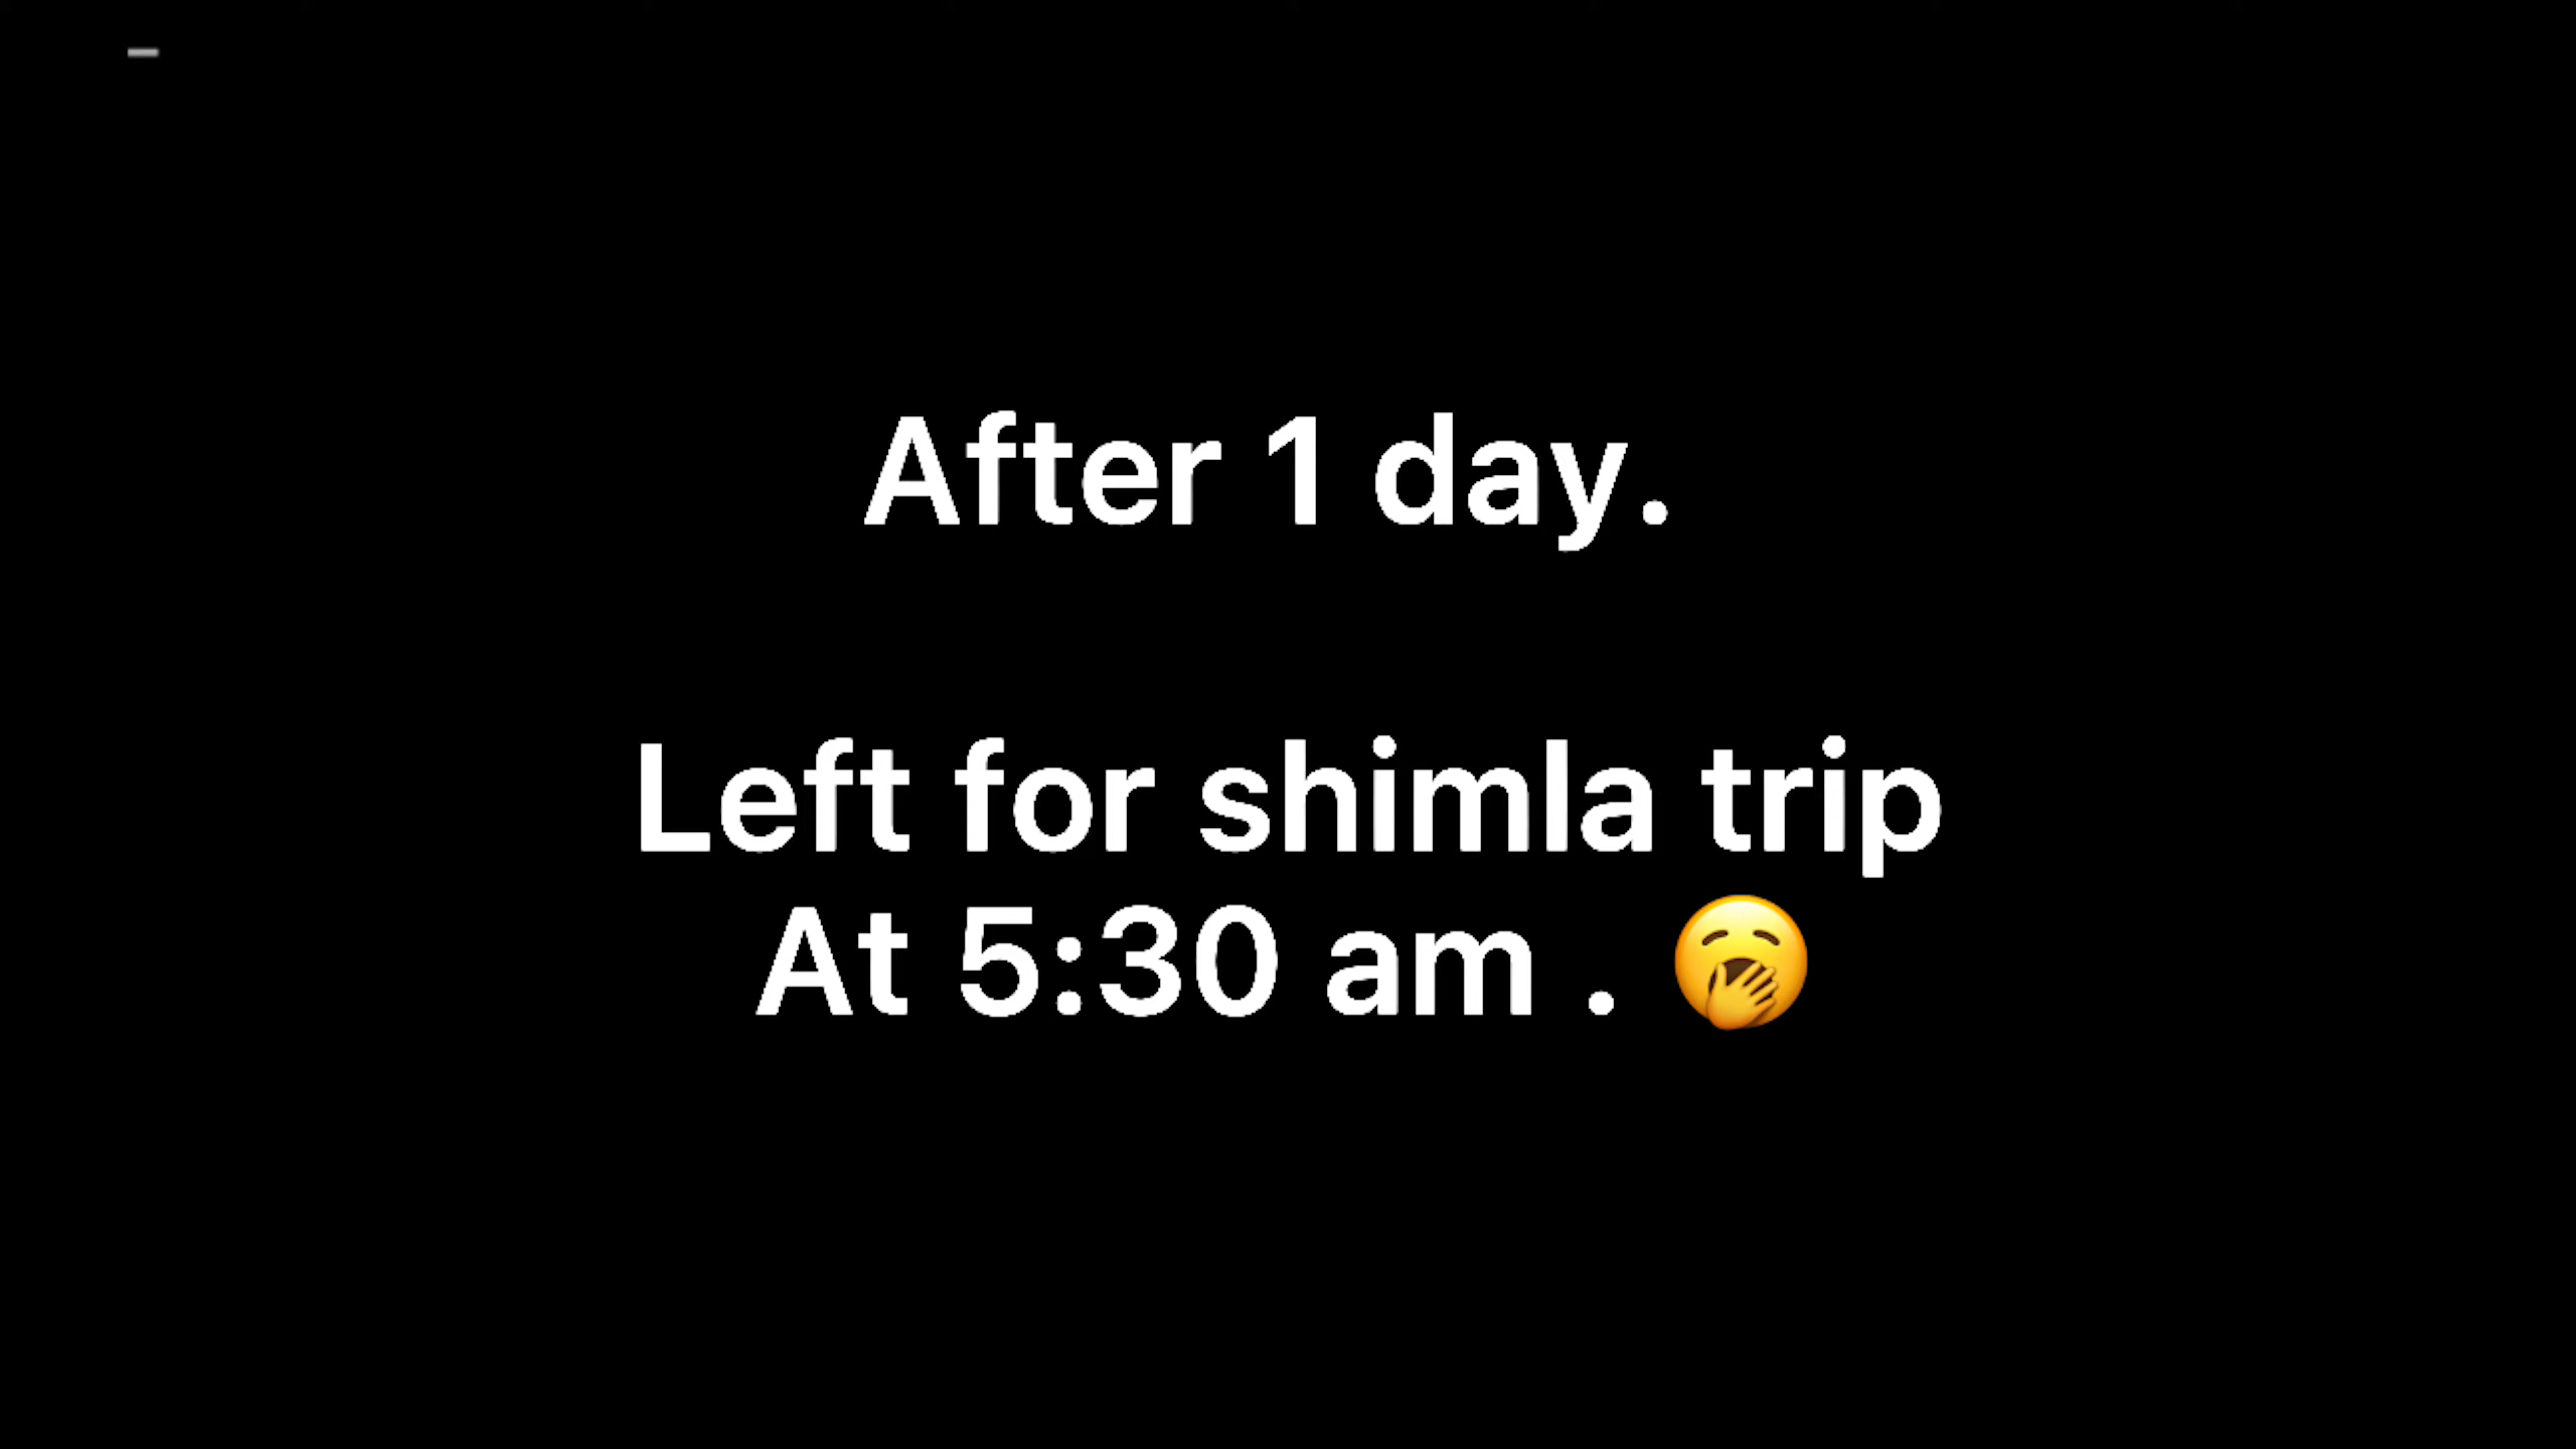 After 1 day.
Left for shimla trip
At 5:30 am . 🥱